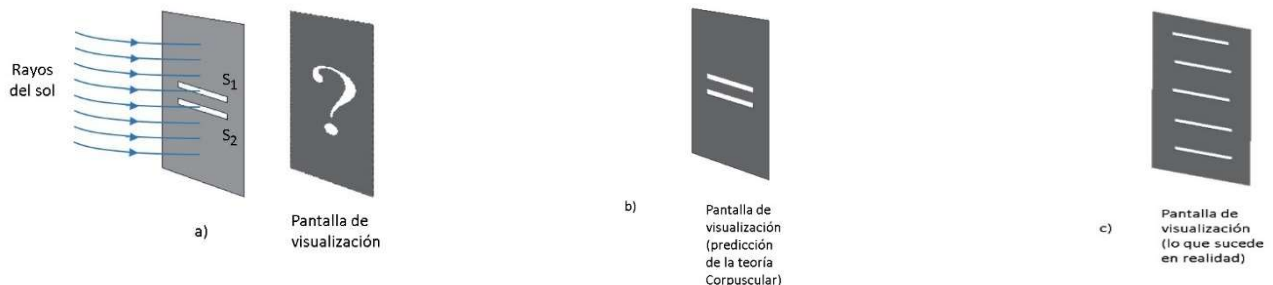 Rayos
del sol
S1
S2
?
Pantalla de
visualización
a)
b)
Pantalla de
visualización
(predicción
de la teoría
Corpuscular)
c)
Pantalla de
visualización
(lo que sucede
en realidad)